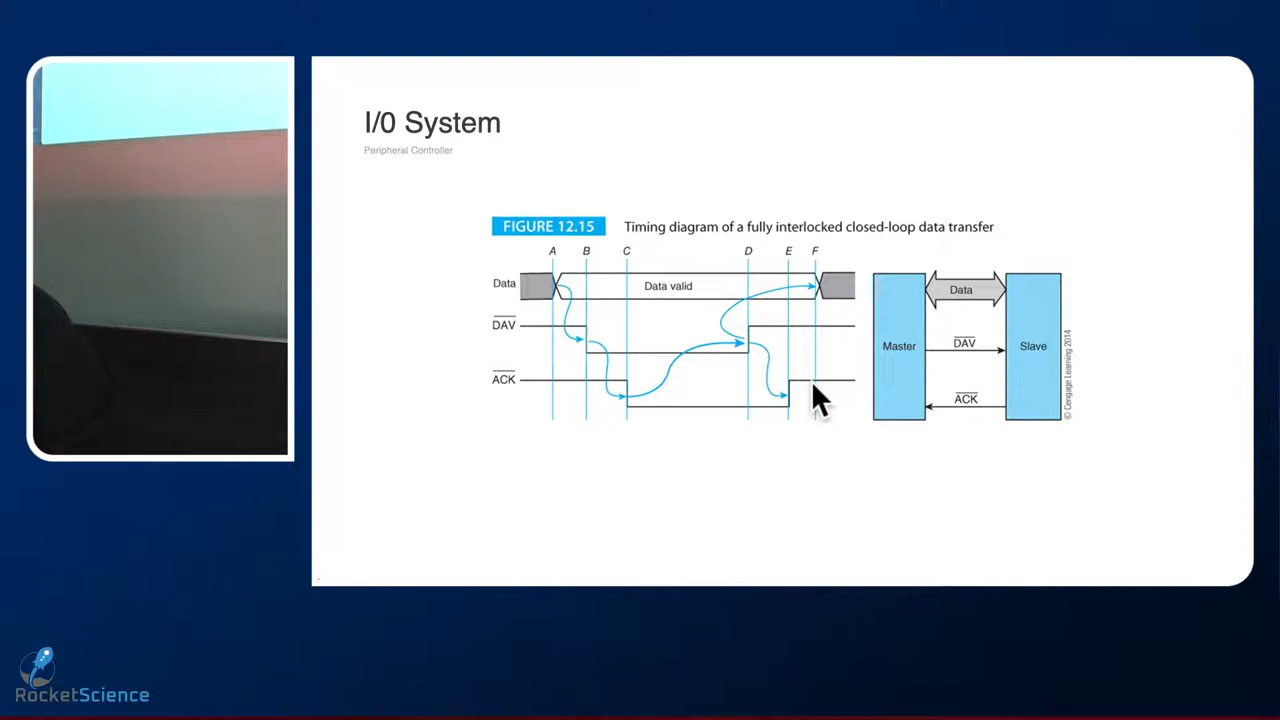 I/0 System
Peripheral Controller
FIGURE 12.15 Timing diagram of a fully interlocked closed-loop data transfer
A B C D E F
Data Data valid
DAV
ACK
Data
Master DAV Slave
ACK
© Cengage Learning 2014
RocketScience